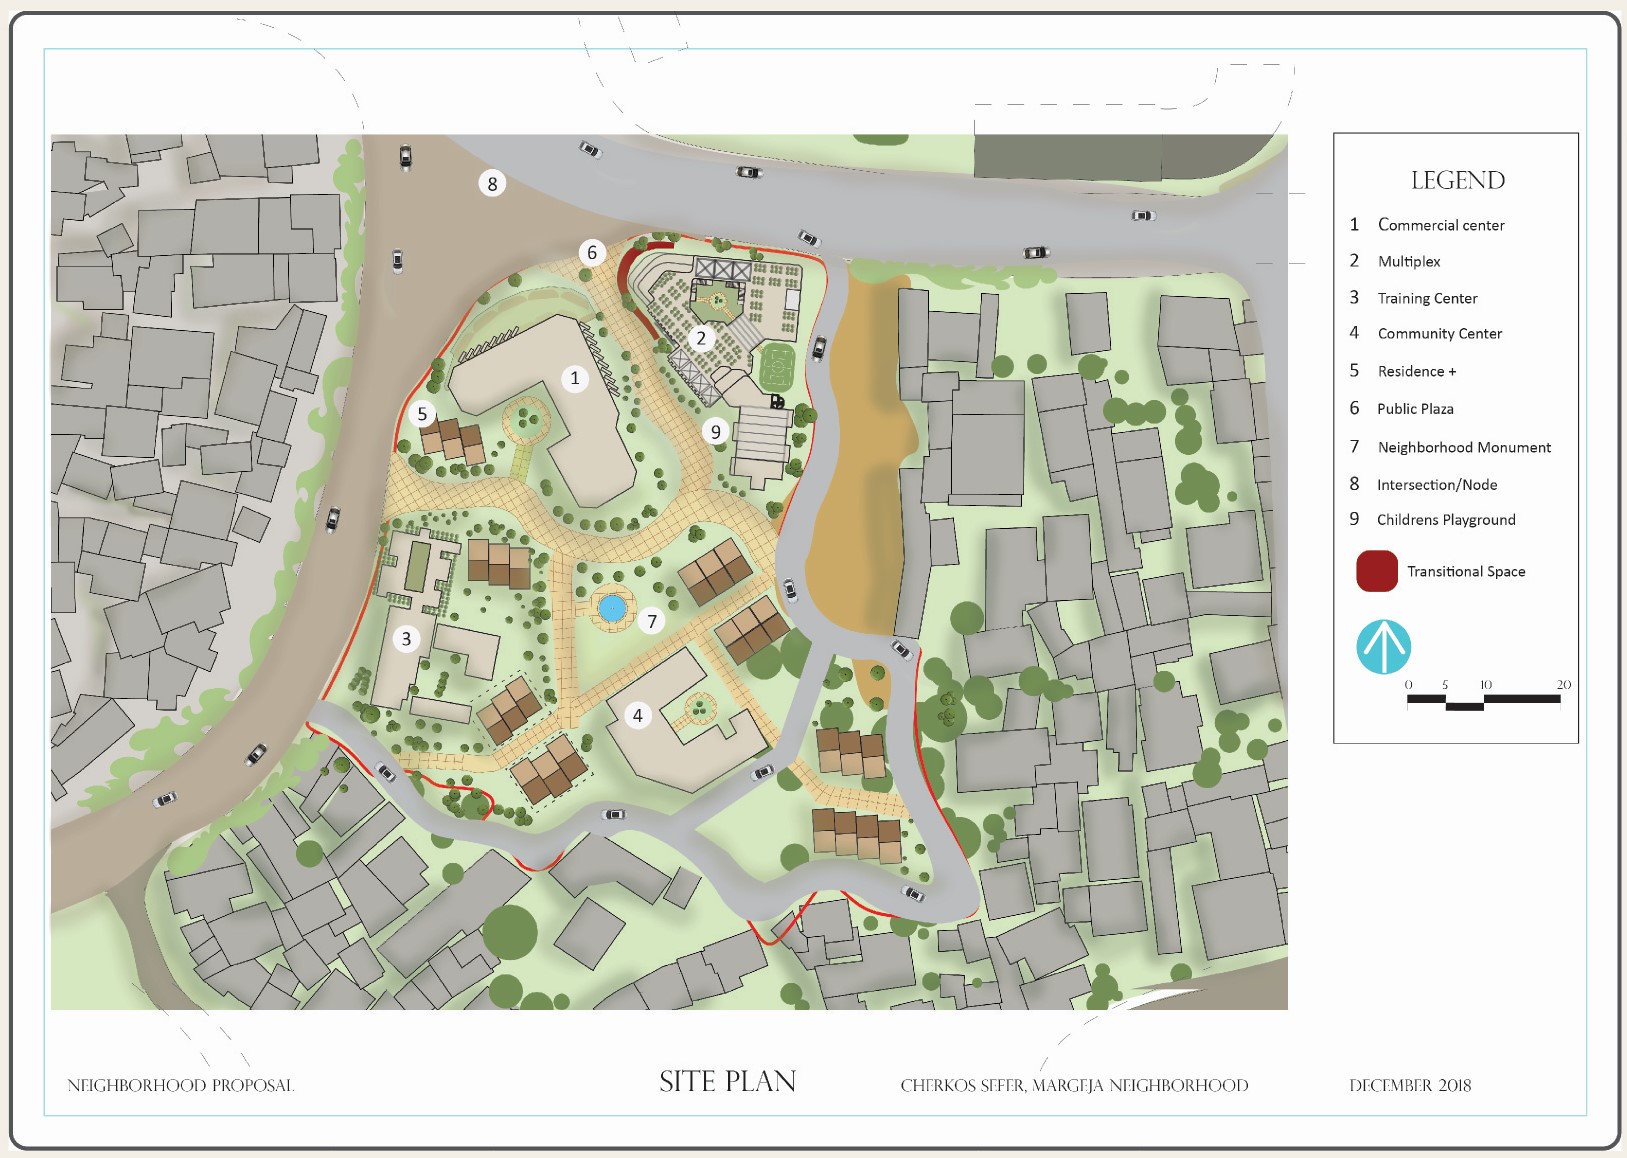 8
6
2
1
5
9
7
3
4
LEGEND
1 Commercial center
2 Multiplex
3 Training Center
4 Community Center
5 Residence +
6 Public Plaza
7 Neighborhood Monument
8 Intersection/Node
9 Childrens Playground
Transitional Space
0 5 10 20
NEIGHBORHOOD PROPOSAL
SITE PLAN
CHERKOS SEFER, MARGEJA NEIGHBORHOOD
DECEMBER 2018